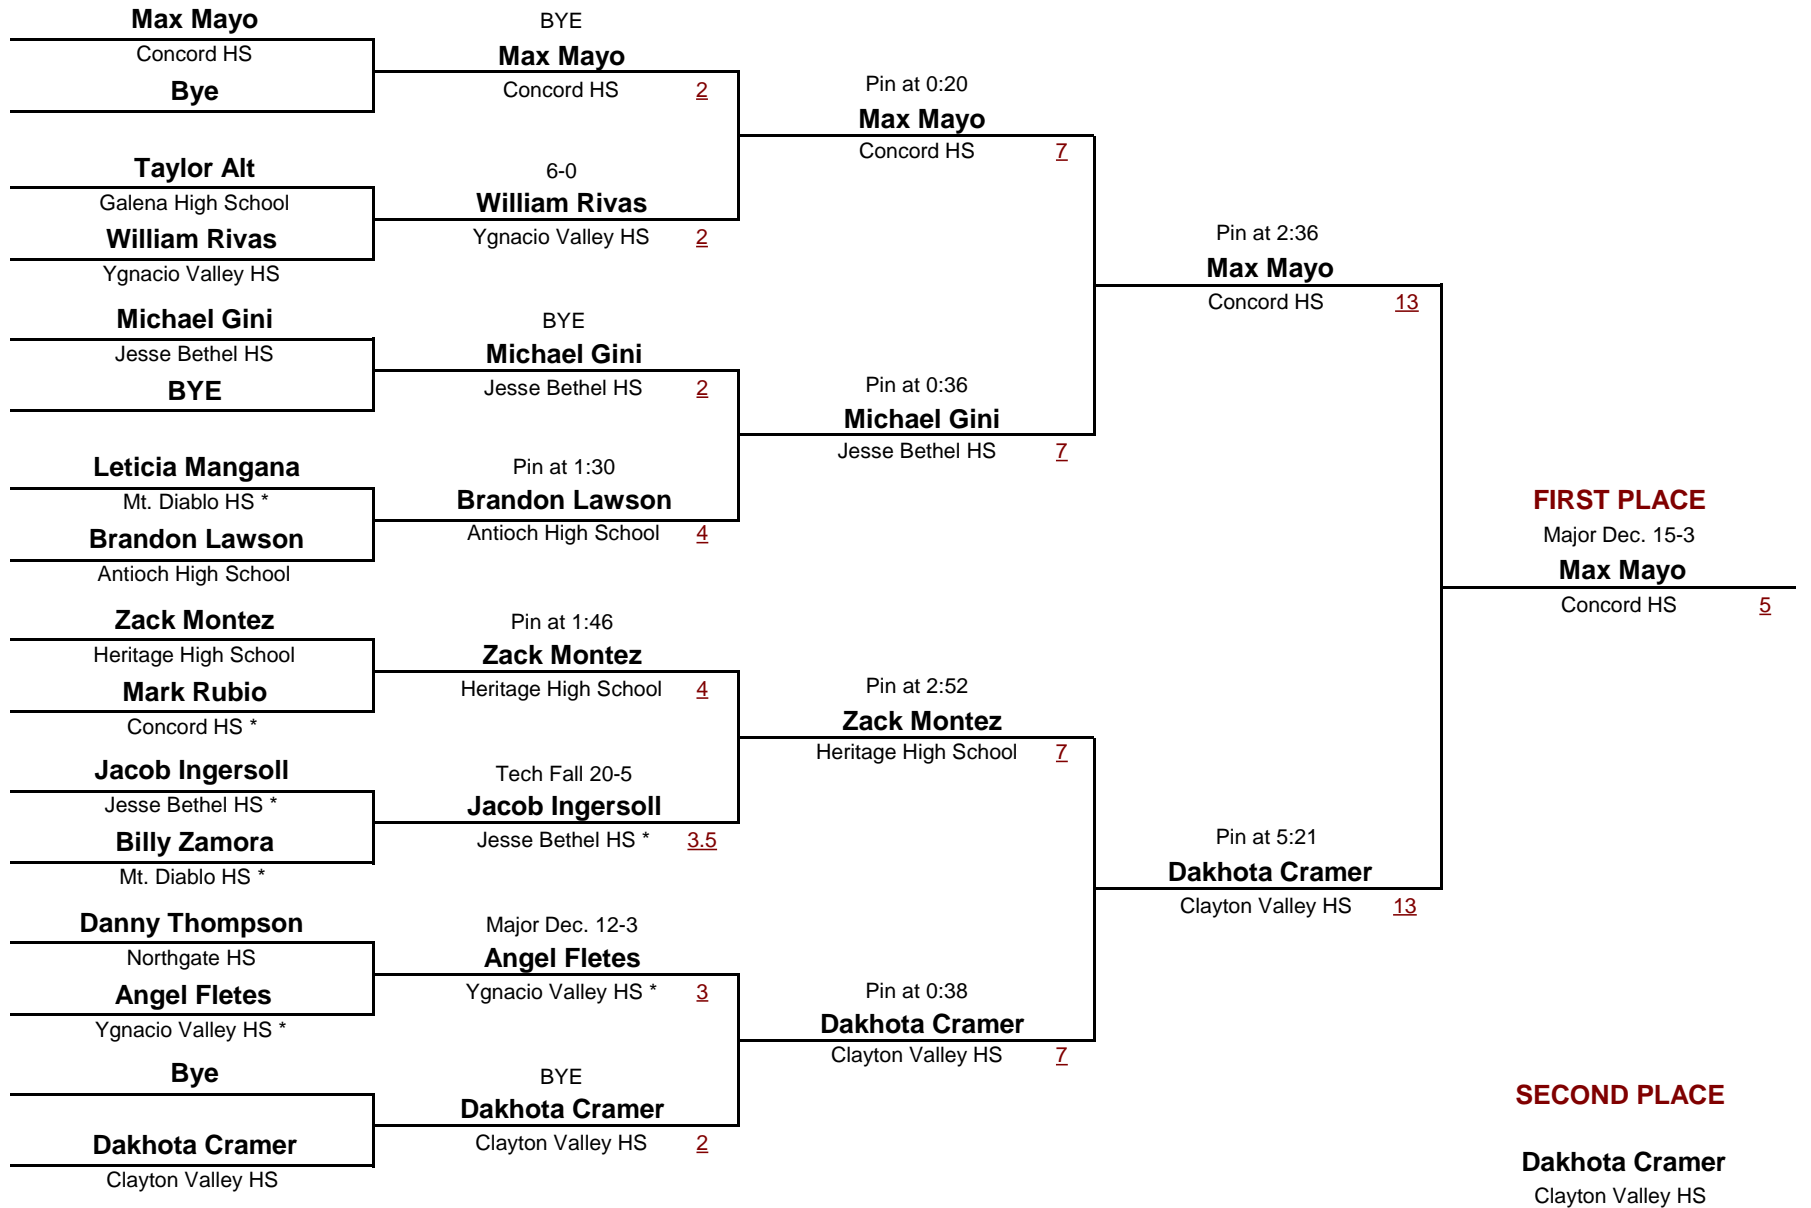 Max Mayo
Concord HS
Bye
Taylor Alt
Galena High School
William Rivas
Ygnacio Valley HS
Michael Gini
Jesse Bethel HS
BYE
Leticia Mangana
Mt. Diablo HS *
Brandon Lawson
Antioch High School
Zack Montez
Heritage High School
Mark Rubio
Concord HS *
Jacob Ingersoll
Jesse Bethel HS *
Billy Zamora
Mt. Diablo HS *
Danny Thompson
Northgate HS
Angel Fletes
Ygnacio Valley HS *
Bye
Dakhota Cramer
Clayton Valley HS
BYE
Max Mayo
Concord HS 2
6-0
William Rivas
Ygnacio Valley HS 2
BYE
Michael Gini
Jesse Bethel HS 2
Pin at 1:30
Brandon Lawson
Antioch High School 4
Pin at 1:46
Zack Montez
Heritage High School 4
Tech Fall 20-5
Jacob Ingersoll
Jesse Bethel HS * 3.5
Major Dec. 12-3
Angel Fletes
Ygnacio Valley HS * 3
BYE
Dakhota Cramer
Clayton Valley HS 2
Pin at 0:20
Max Mayo
Concord HS 7
Pin at 0:36
Michael Gini
Jesse Bethel HS 7
Pin at 2:52
Zack Montez
Heritage High School 7
Pin at 0:38
Dakhota Cramer
Clayton Valley HS 7
Pin at 2:36
Max Mayo
Concord HS 13
Pin at 5:21
Dakhota Cramer
Clayton Valley HS 13
FIRST PLACE
Major Dec. 15-3
Max Mayo
Concord HS 5
SECOND PLACE
Dakhota Cramer
Clayton Valley HS